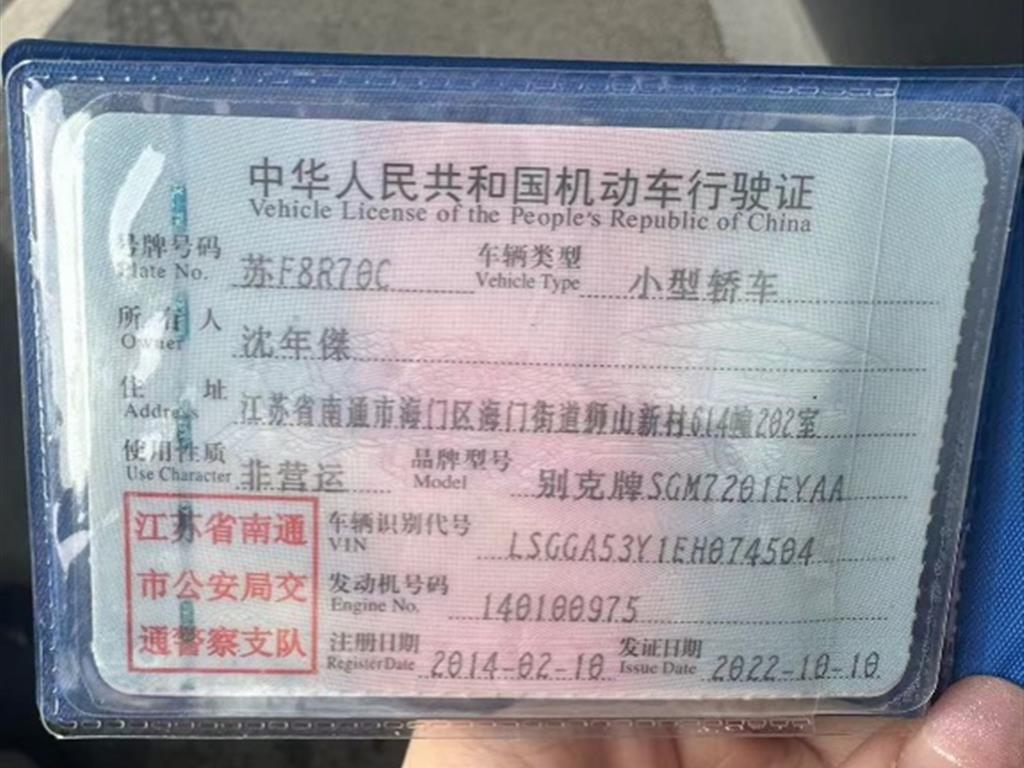 中华人民共和国机动车行驶证
Vehicle License of the People's Republic of China
号牌号码 苏F8R70C 车辆类型 小型轿车
Plate No. Vehicle Type
所有人 沈年傑
Owner
住址 江苏省南通市海门区海门街道狮山新村614幢202室
Address
使用性质 非营运 品牌型号 别克牌SGM7201EYAA
Use Character Model
江苏省南通
市公安局交
通警察支队
车辆识别代号 LSGGA53Y1EH074504
VIN
发动机号码 140100975
Engine No.
注册日期 2014-02-10 发证日期 2022-10-10
Register Date Issue Date